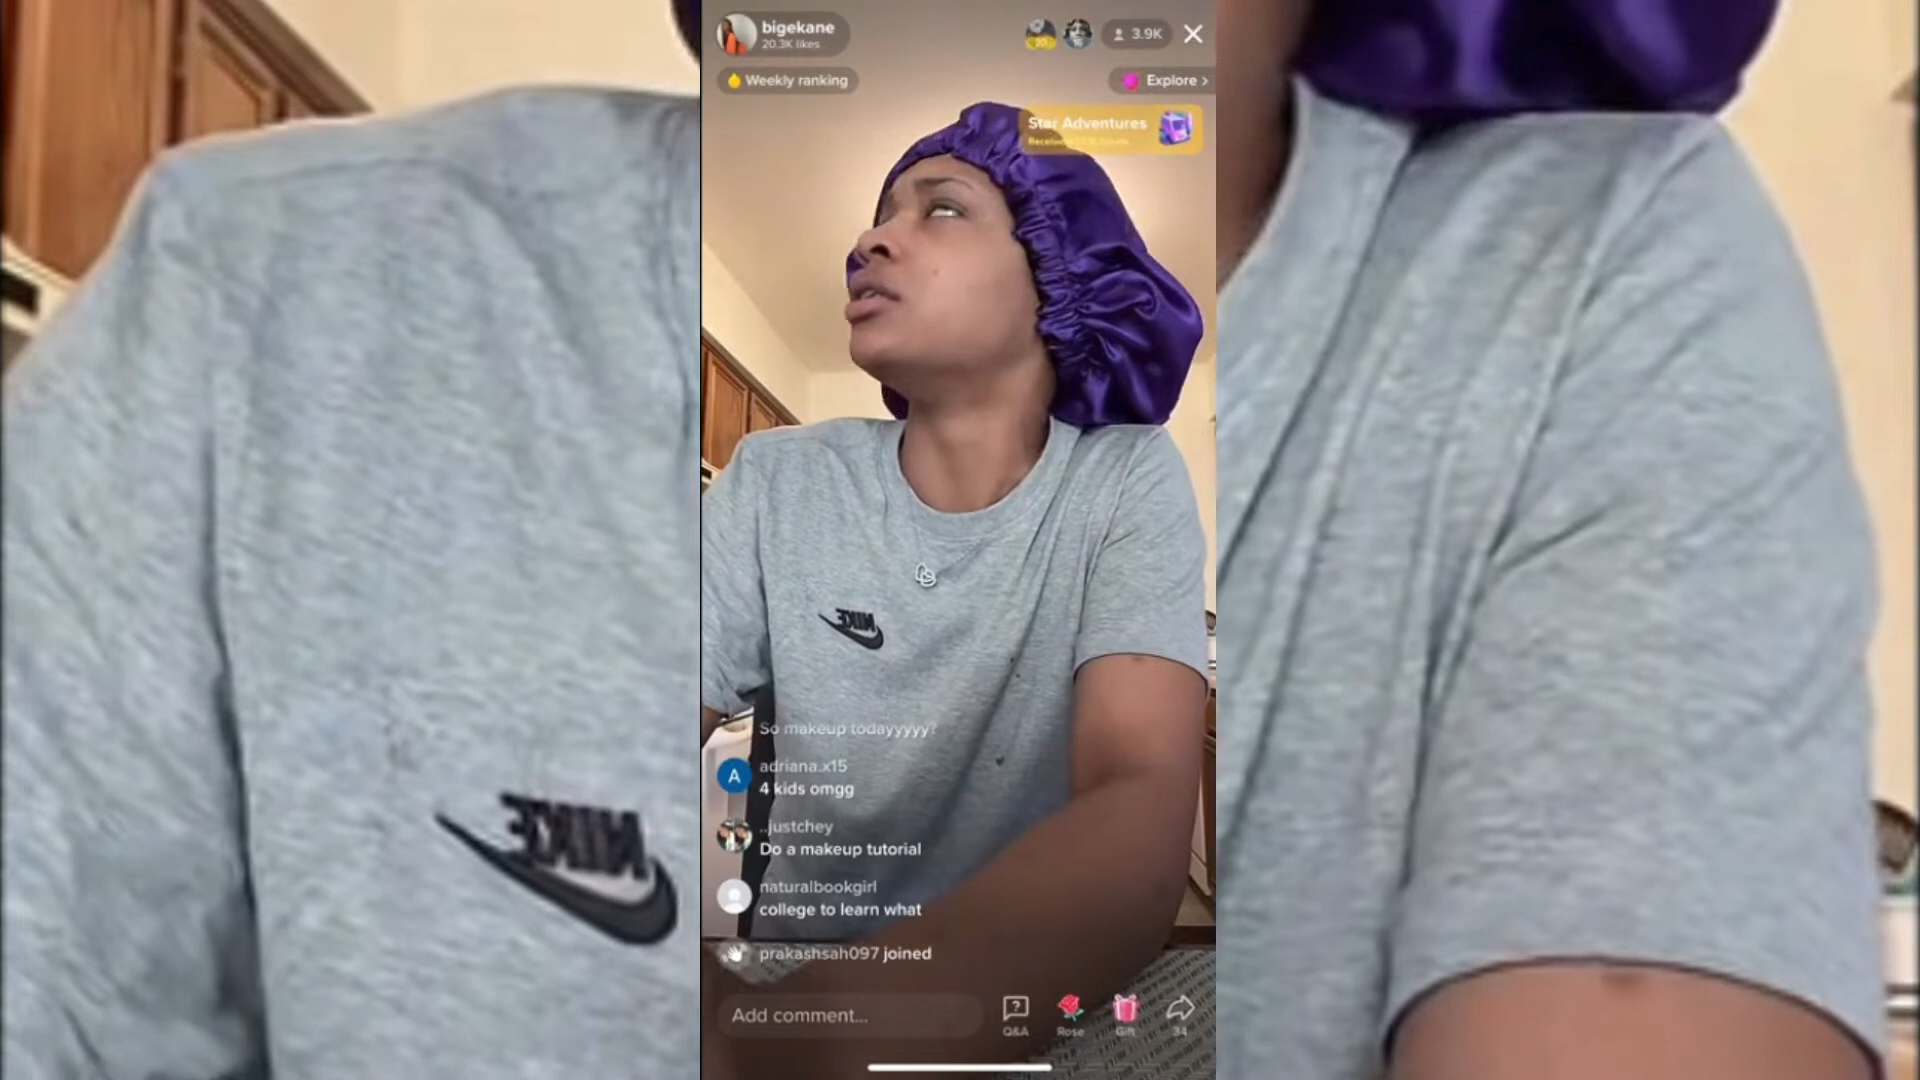 bigekane
20.3K likes
3.9K
Weekly ranking
Explore >
Star Adventures
NIKE
So makeup todayyyyy?
A
adriana.x15
4 kids omgg
..justchey
Do a makeup tutorial
naturalbookgirl
college to learn what
prakashsah097 joined
Add comment...
Q&A
Rose
Gift
34
NIKE